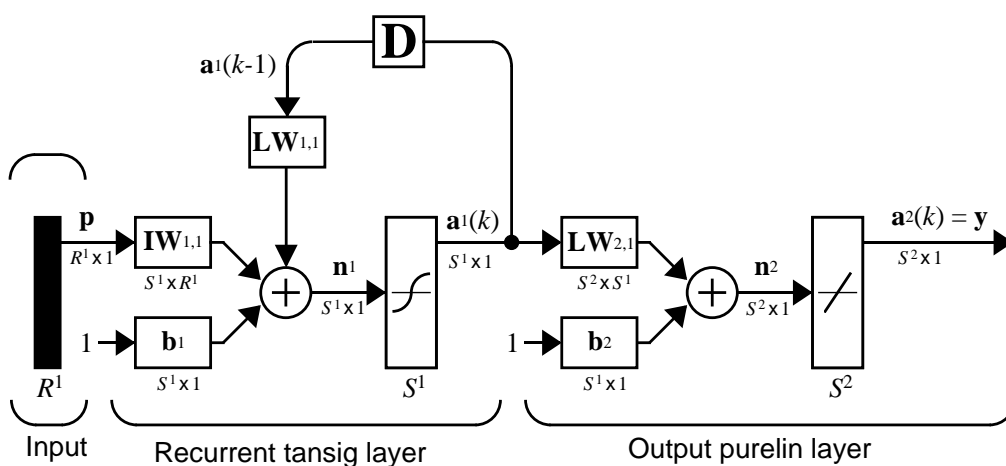 D
a¹(k-1)
LW1,1
p
R¹ x 1
IW1,1
S¹ x R¹
n¹
S¹ x 1
a¹(k)
S¹ x 1
LW2,1
S² x S¹
n²
S² x 1
a²(k) = y
S² x 1
1
b¹
S¹ x 1
1
b²
S¹ x 1
R¹
S¹
S²
Input
Recurrent tansig layer
Output purelin layer